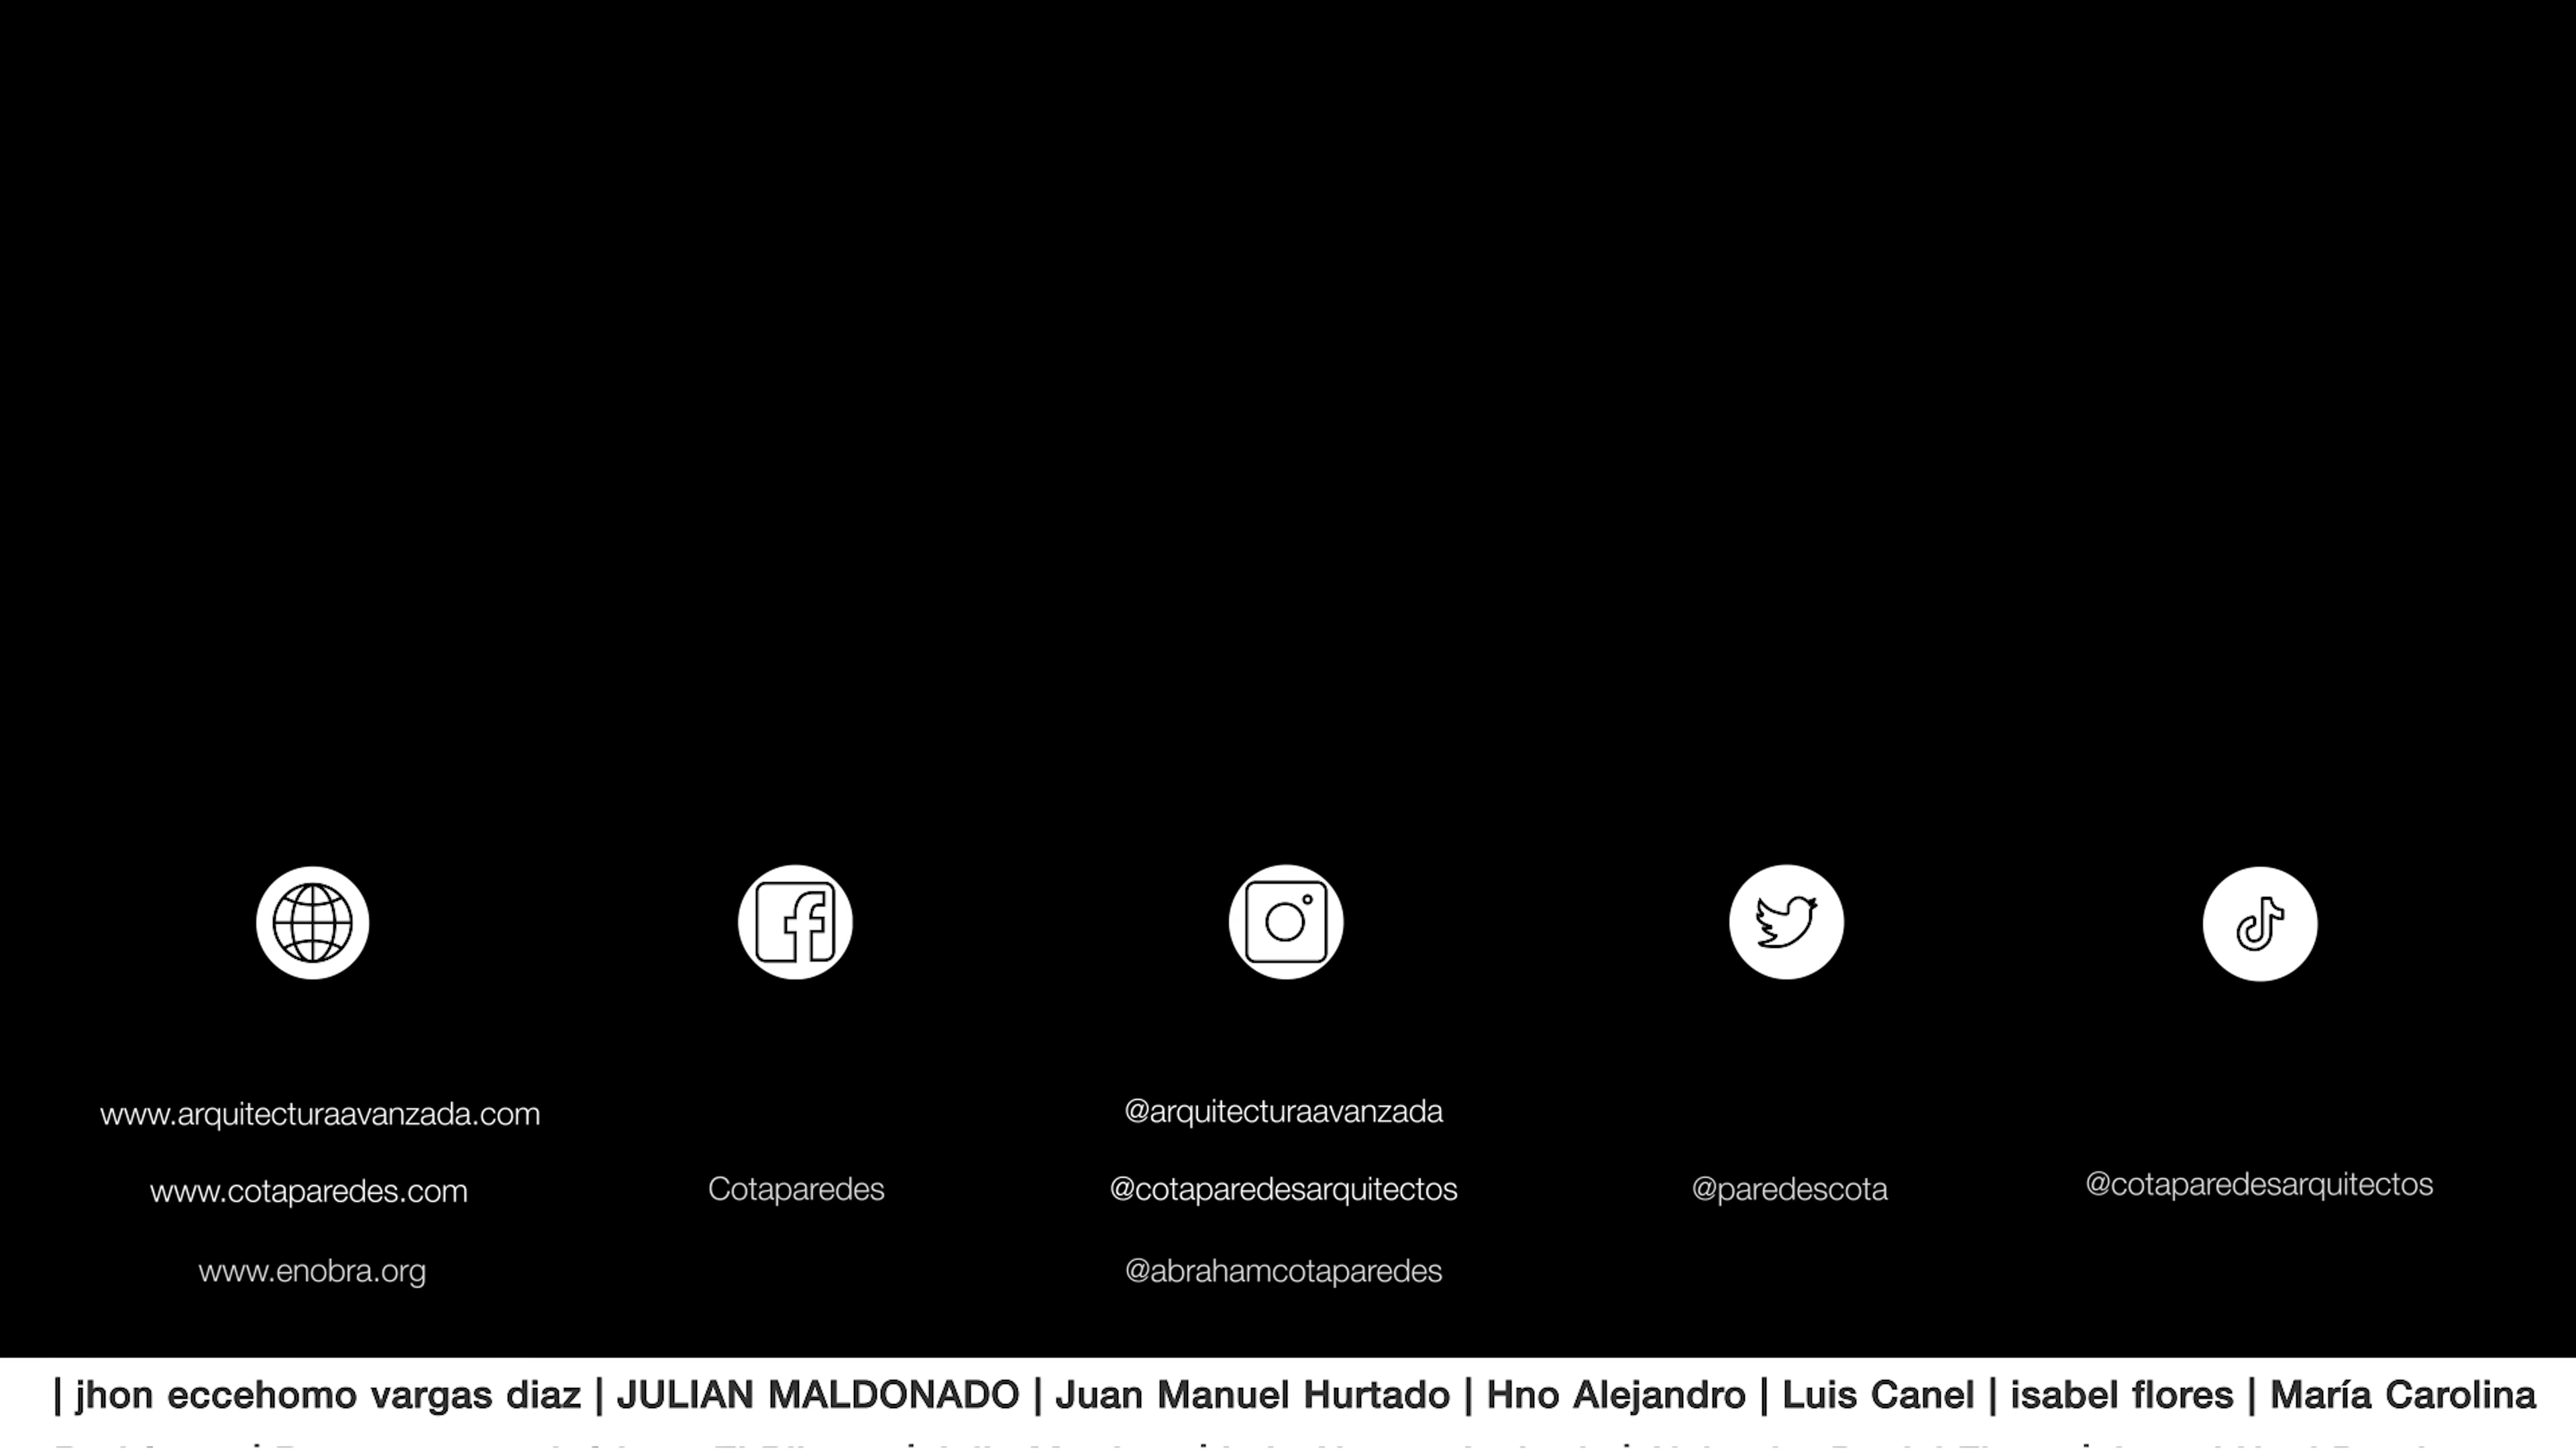 www.arquitecturaavanzada.com
www.cotaparedes.com
www.enobra.org
Cotaparedes
@arquitecturaavanzada
@cotaparedesarquitectos
@abrahamcotaparedes
@paredescota
@cotaparedesarquitectos
| jhon eccehomo vargas diaz | JULIAN MALDONADO | Juan Manuel Hurtado | Hno Alejandro | Luis Canel | isabel flores | María Carolina